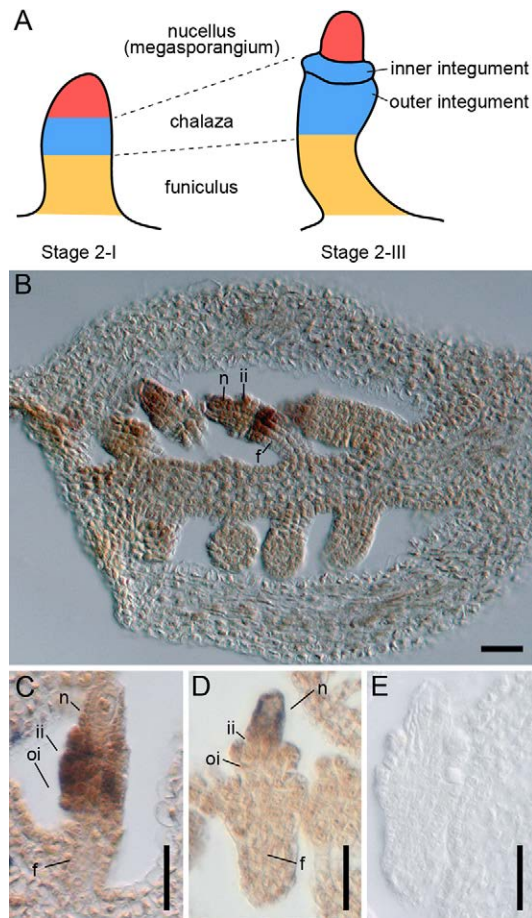 A
nucellus
(megasporangium)
inner integument
outer integument
chalaza
funiculus
Stage 2-I
Stage 2-III
B
n
ii
f
C
n
ii
oi
f
D
n
ii
oi
f
E